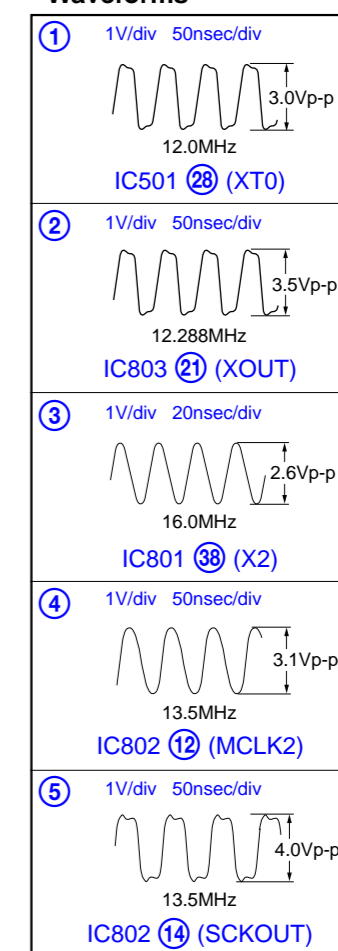 Waveforms
① 1V/div 50nsec/div
3.0Vp-p
12.0MHz
IC501 ㉘ (XT0)
② 1V/div 50nsec/div
3.5Vp-p
12.288MHz
IC803 ㉑ (XOUT)
③ 1V/div 20nsec/div
2.6Vp-p
16.0MHz
IC801 ㊳ (X2)
④ 1V/div 50nsec/div
3.1Vp-p
13.5MHz
IC802 ⑫ (MCLK2)
⑤ 1V/div 50nsec/div
4.0Vp-p
13.5MHz
IC802 ⑭ (SCKOUT)